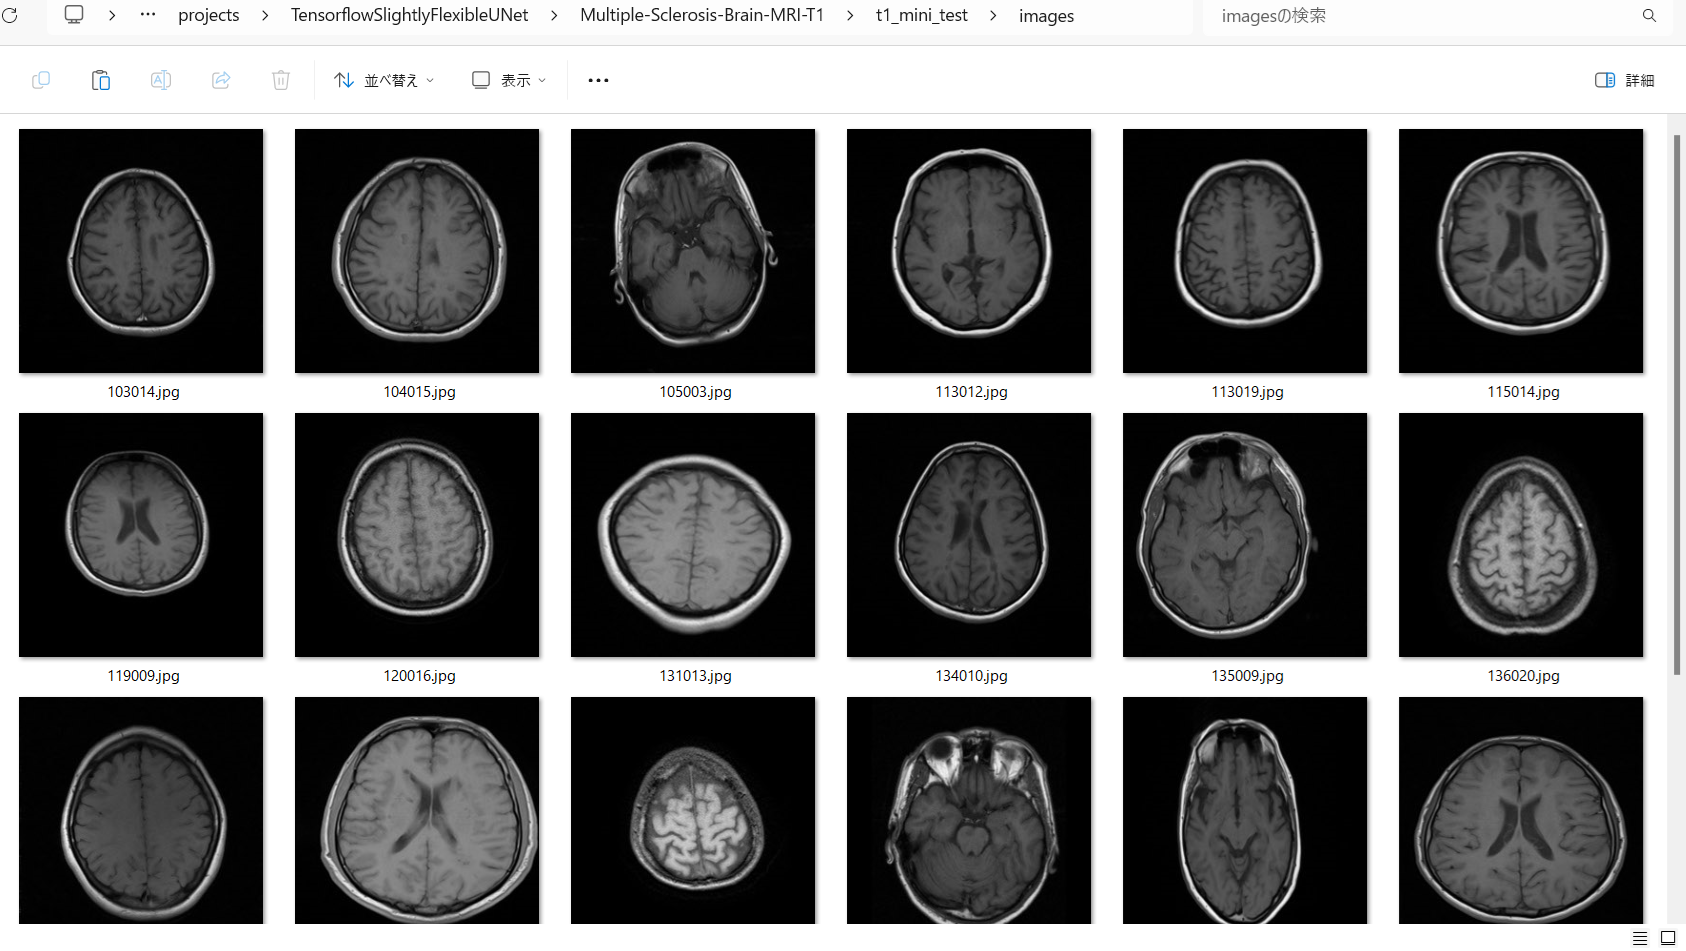 projects > TensorflowSlightlyFlexibleUNet > Multiple-Sclerosis-Brain-MRI-T1 > t1_mini_test > images
imagesの検索
並べ替え 表示 詳細
103014.jpg 104015.jpg 105003.jpg 113012.jpg 113019.jpg 115014.jpg
119009.jpg 120016.jpg 131013.jpg 134010.jpg 135009.jpg 136020.jpg